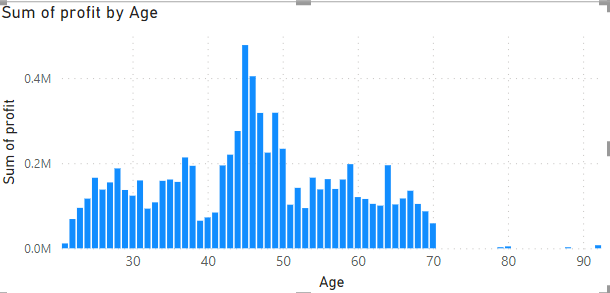 Sum of profit by Age
Sum of profit
0.4M
0.2M
0.0M
30 40 50 60 70 80 90
Age